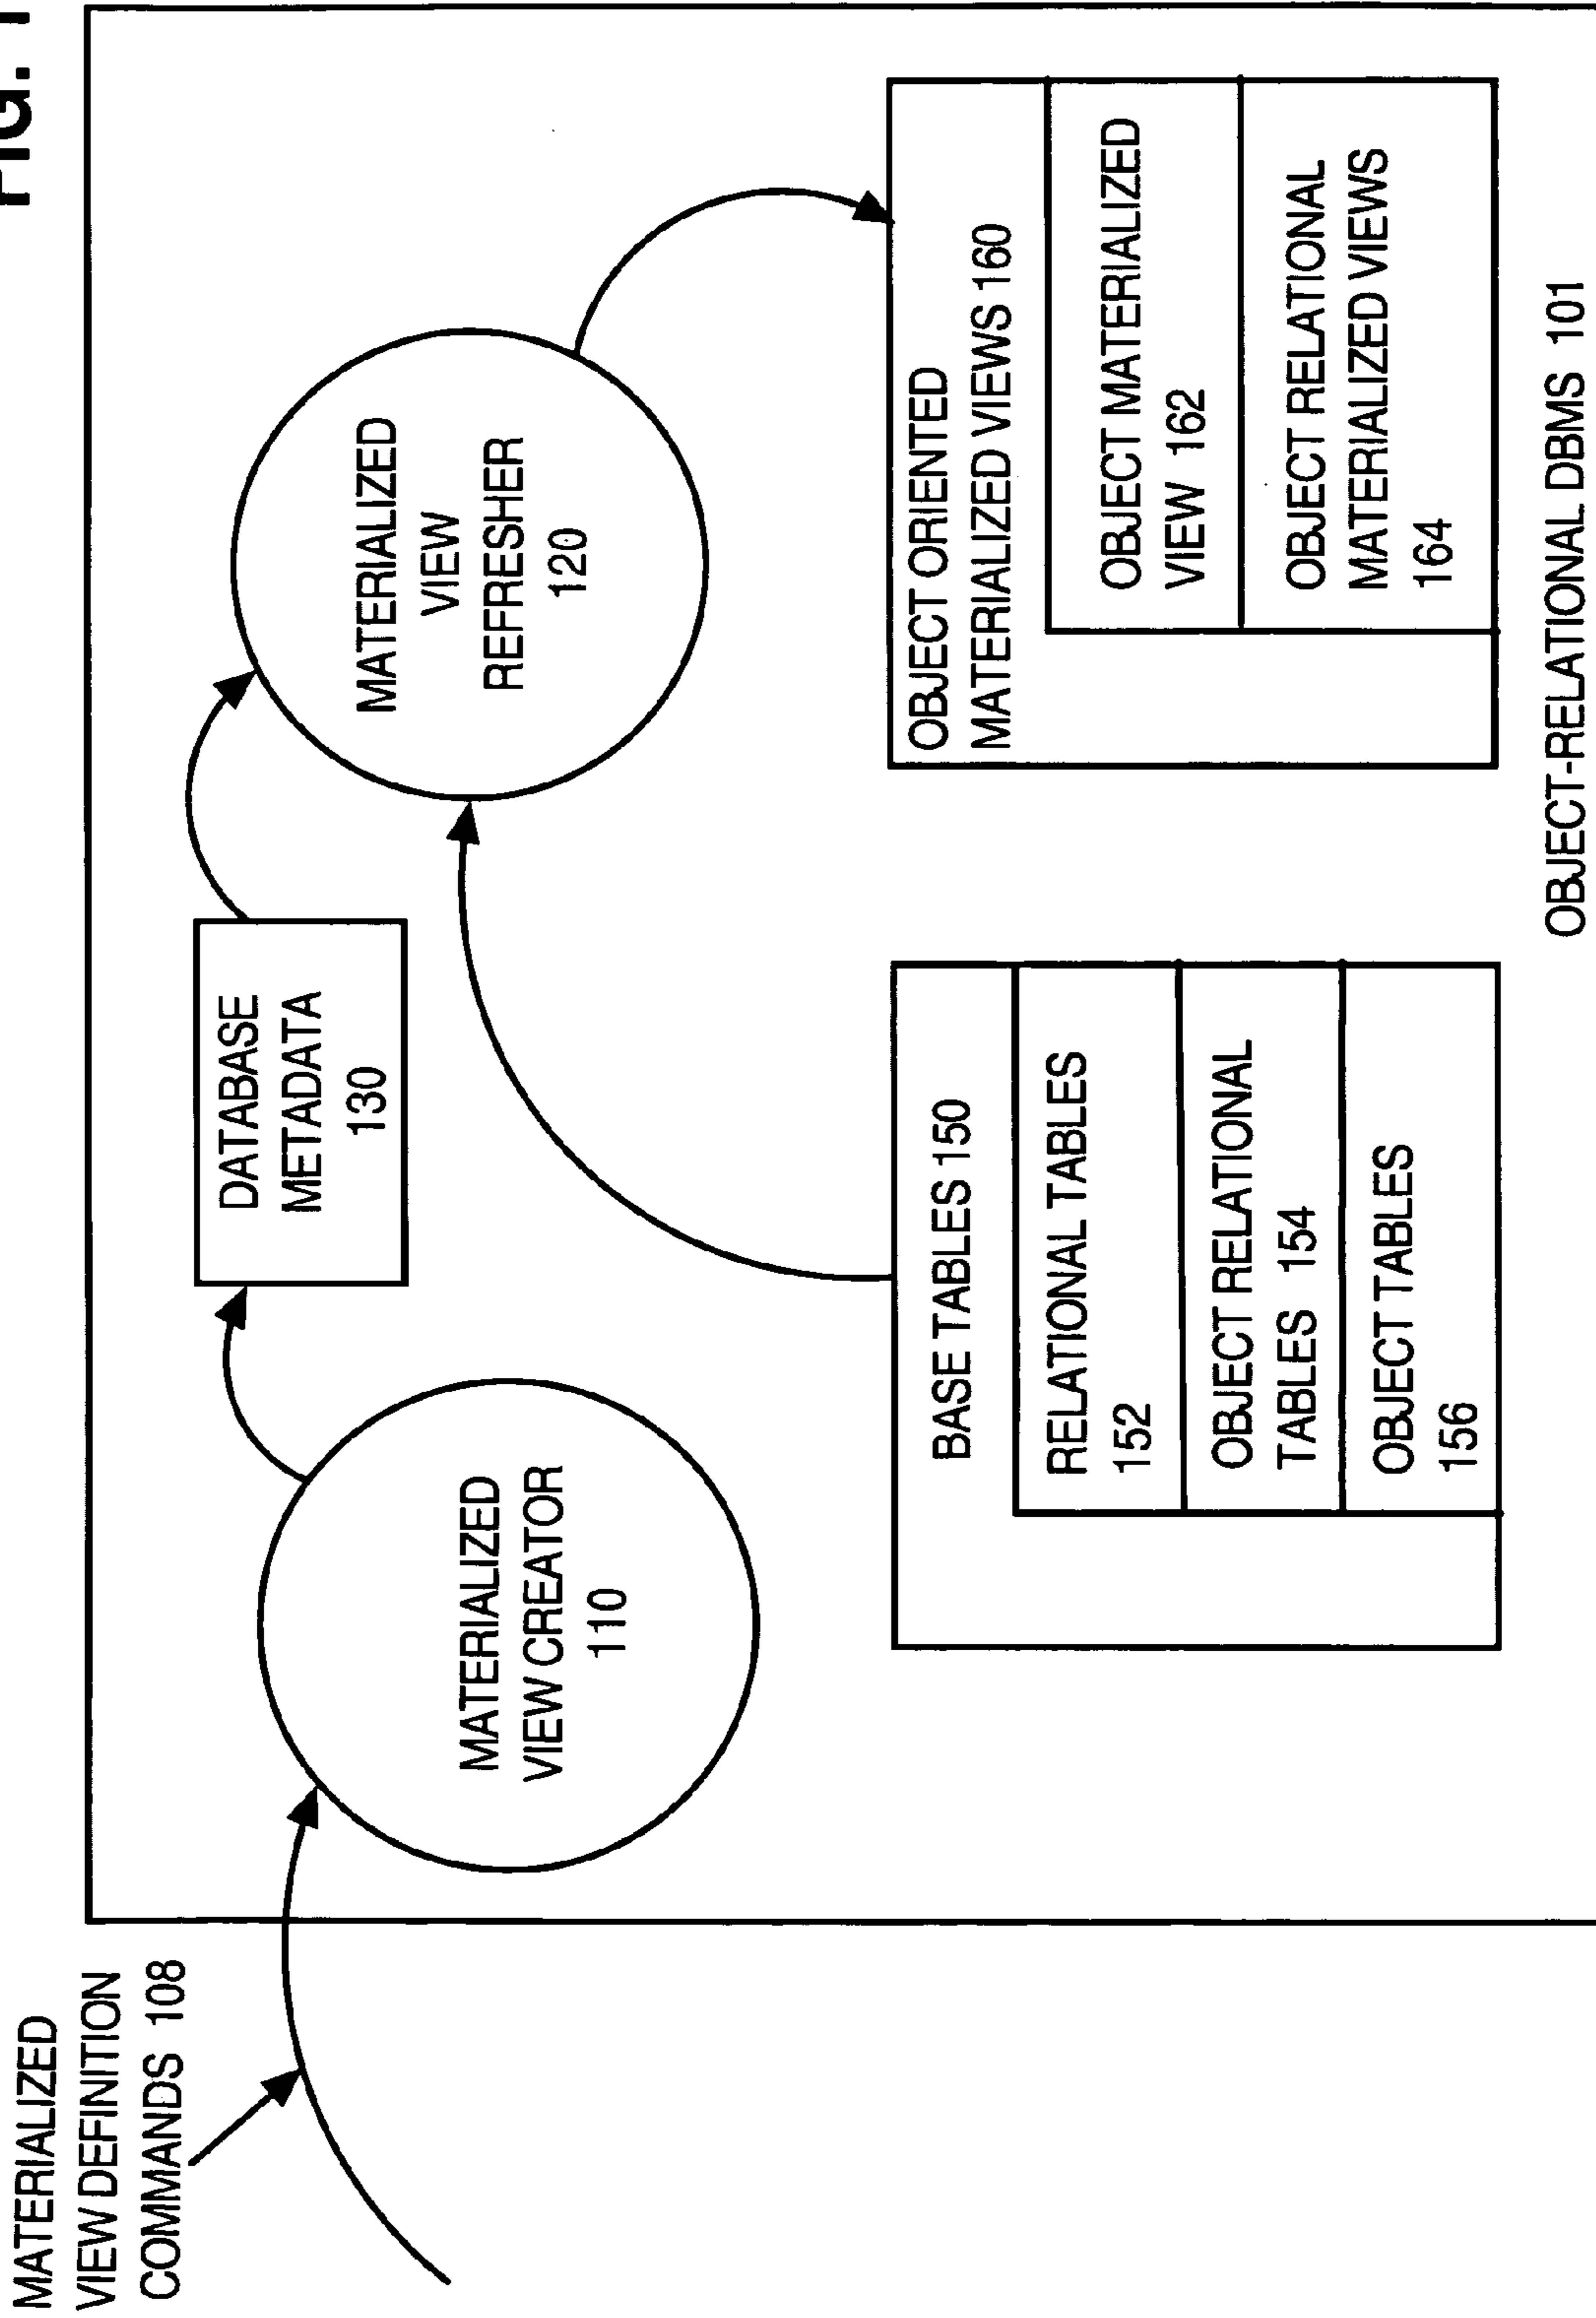 FIG. 1
MATERIALIZED
VIEW DEFINITION
COMMANDS 108
MATERIALIZED
VIEW CREATOR
110
DATABASE
METADATA
130
MATERIALIZED
VIEW
REFRESHER
120
BASE TABLES 150
RELATIONAL TABLES
152
OBJECT RELATIONAL
TABLES 154
OBJECT TABLES
156
OBJECT ORIENTED
MATERIALIZED VIEWS 160
OBJECT MATERIALIZED
VIEW 162
OBJECT RELATIONAL
MATERIALIZED VIEWS
164
OBJECT-RELATIONAL DBMS 101